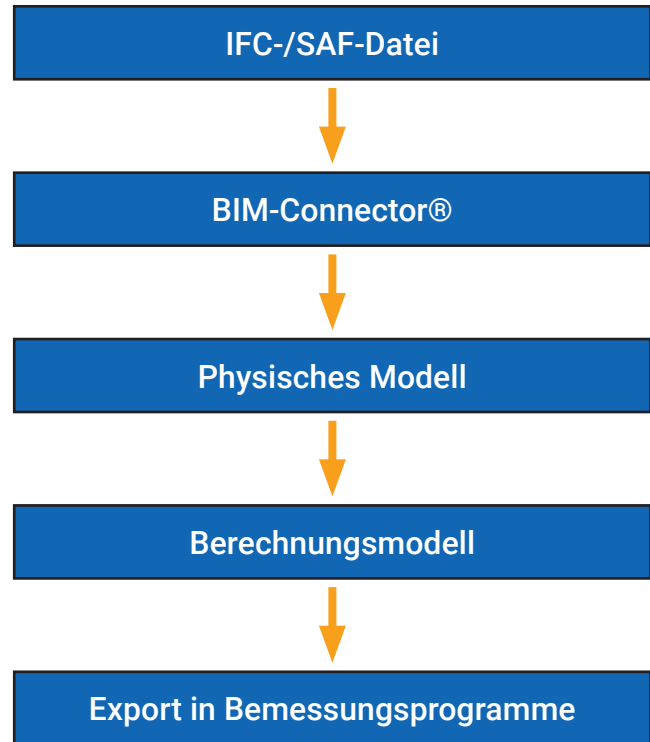 IFC-/SAF-Datei
BIM-Connector®
Physisches Modell
Berechnungsmodell
Export in Bemessungsprogramme